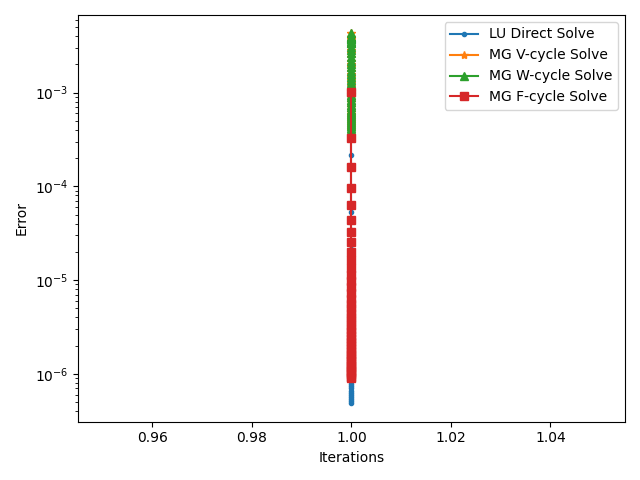 LU Direct Solve
MG V-cycle Solve
MG W-cycle Solve
MG F-cycle Solve
10⁻³
10⁻⁴
10⁻⁵
10⁻⁶
Error
0.96 0.98 1.00 1.02 1.04
Iterations